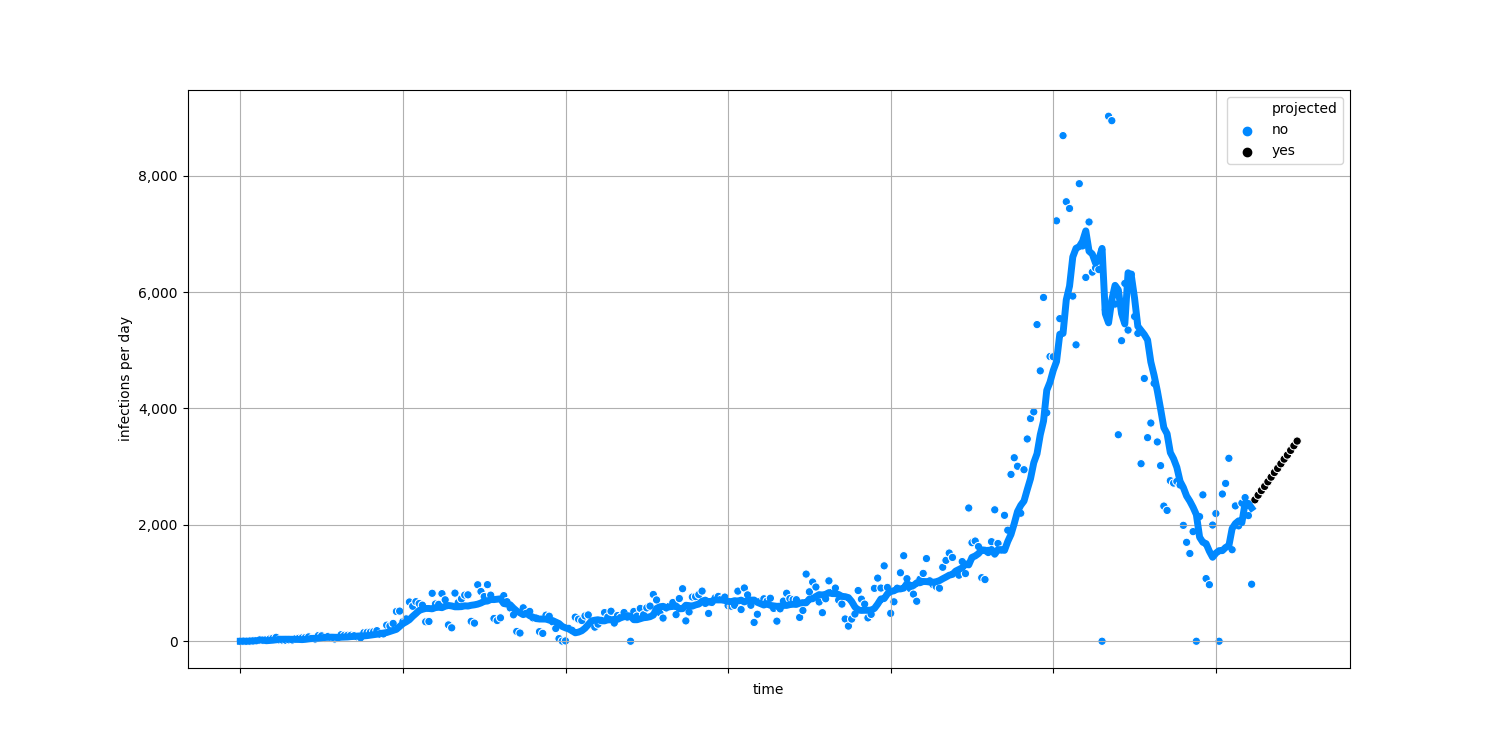 projected
no
yes
8,000
6,000
4,000
2,000
0
infections per day
time